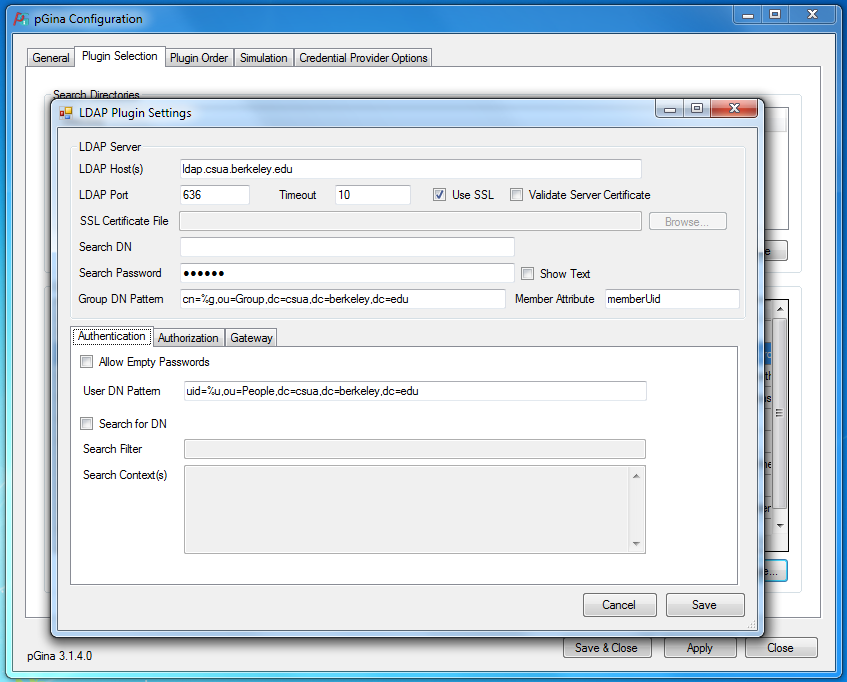 pGina Configuration
General Plugin Selection Plugin Order Simulation Credential Provider Options
Search Directories
LDAP Plugin Settings
LDAP Server
LDAP Host(s) ldap.csua.berkeley.edu
LDAP Port 636 Timeout 10 Use SSL Validate Server Certificate
SSL Certificate File Browse...
Search DN
Search Password ●●●●●● Show Text
Group DN Pattern cn=%g,ou=Group,dc=csua,dc=berkeley,dc=edu Member Attribute memberUid
Authentication Authorization Gateway
Allow Empty Passwords
User DN Pattern uid=%u,ou=People,dc=csua,dc=berkeley,dc=edu
Search for DN
Search Filter
Search Context(s)
Cancel Save
pGina 3.1.4.0 Save & Close Apply Close